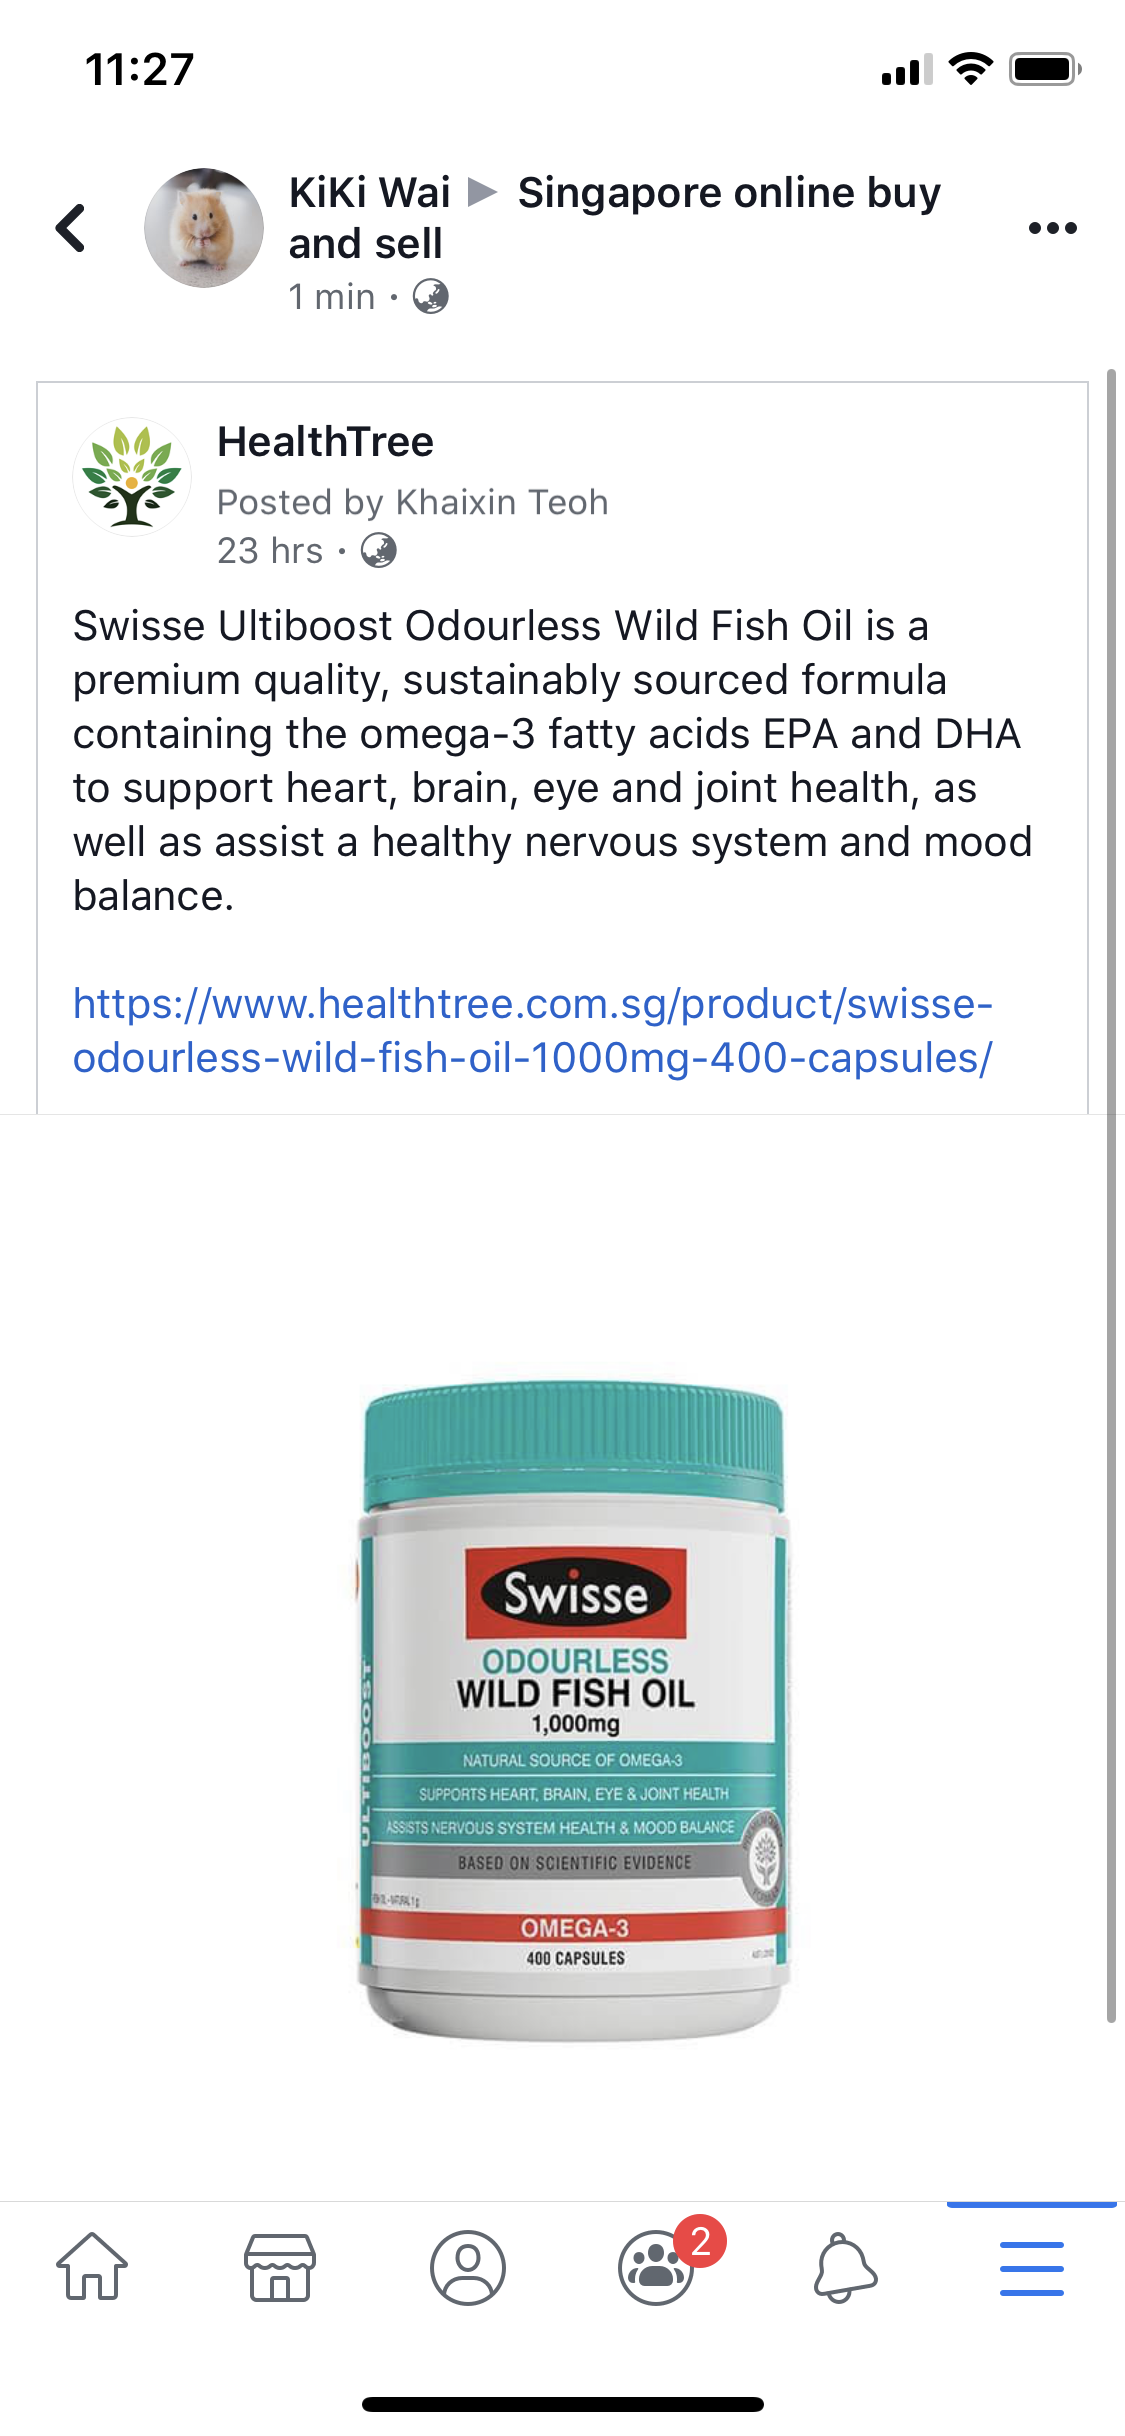 11:27
KiKi Wai ▶ Singapore online buy
and sell
1 min ·
HealthTree
Posted by Khaixin Teoh
23 hrs ·
Swisse Ultiboost Odourless Wild Fish Oil is a
premium quality, sustainably sourced formula
containing the omega-3 fatty acids EPA and DHA
to support heart, brain, eye and joint health, as
well as assist a healthy nervous system and mood
balance.
https://www.healthtree.com.sg/product/swisse-
odourless-wild-fish-oil-1000mg-400-capsules/
Swisse
ODOURLESS
WILD FISH OIL
1,000mg
ULTIBOOST
NATURAL SOURCE OF OMEGA-3
SUPPORTS HEART, BRAIN, EYE & JOINT HEALTH
ASSISTS NERVOUS SYSTEM HEALTH & MOOD BALANCE
BASED ON SCIENTIFIC EVIDENCE
OMEGA-3
400 CAPSULES
2